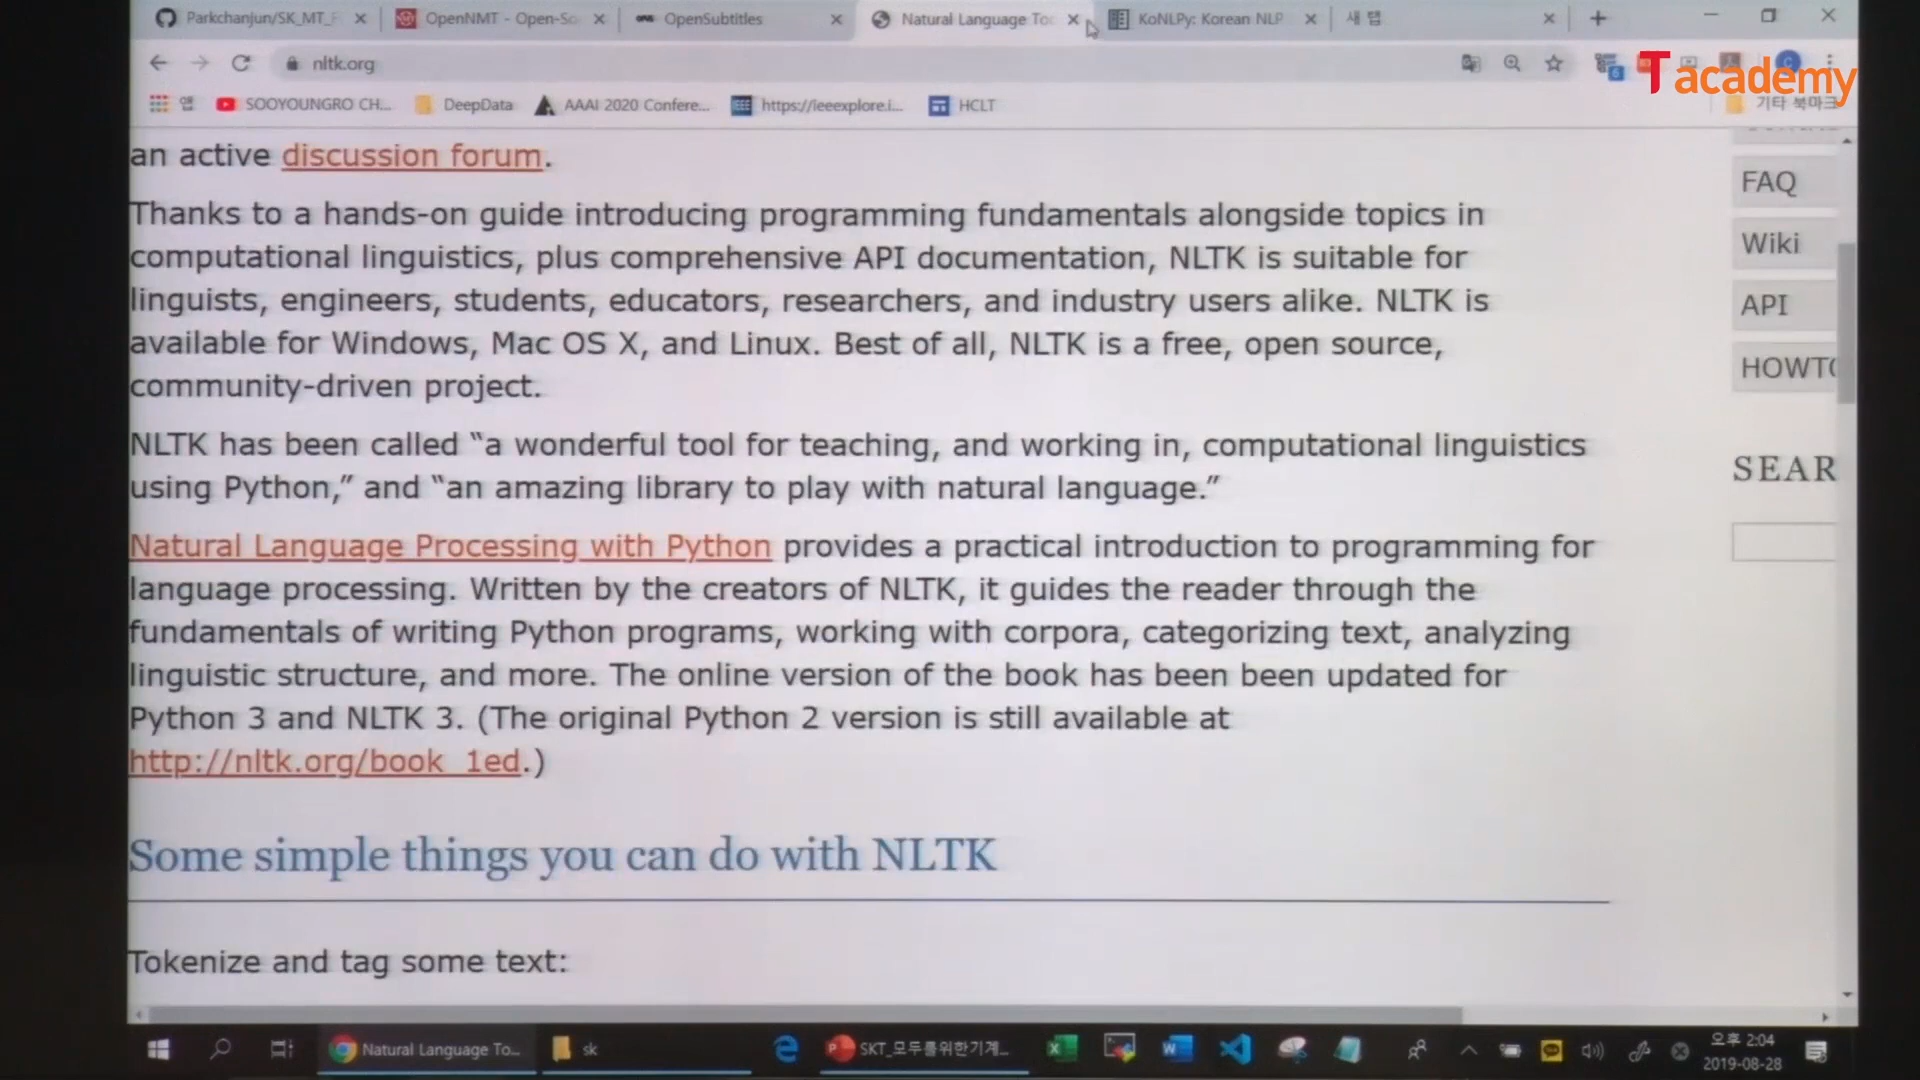 Parkchanjun/SK_MT_F
OpenNMT - Open-So
OpenSubtitles
Natural Language Too
KoNLPy: Korean NLP
새 탭
nltk.org
앱
SOOYOUNGRO CH...
DeepData
AAAI 2020 Confere...
https://ieeexplore.i...
HCLT
기타 북마크
T academy
an active discussion forum.
Thanks to a hands-on guide introducing programming fundamentals alongside topics in
computational linguistics, plus comprehensive API documentation, NLTK is suitable for
linguists, engineers, students, educators, researchers, and industry users alike. NLTK is
available for Windows, Mac OS X, and Linux. Best of all, NLTK is a free, open source,
community-driven project.
NLTK has been called “a wonderful tool for teaching, and working in, computational linguistics
using Python,” and “an amazing library to play with natural language.”
Natural Language Processing with Python provides a practical introduction to programming for
language processing. Written by the creators of NLTK, it guides the reader through the
fundamentals of writing Python programs, working with corpora, categorizing text, analyzing
linguistic structure, and more. The online version of the book has been been updated for
Python 3 and NLTK 3. (The original Python 2 version is still available at
http://nltk.org/book_1ed.)
Some simple things you can do with NLTK
Tokenize and tag some text:
FAQ
Wiki
API
HOWTO
SEAR
Natural Language To...
sk
SKT_모두를위한기계...
오후 2:04
2019-08-28